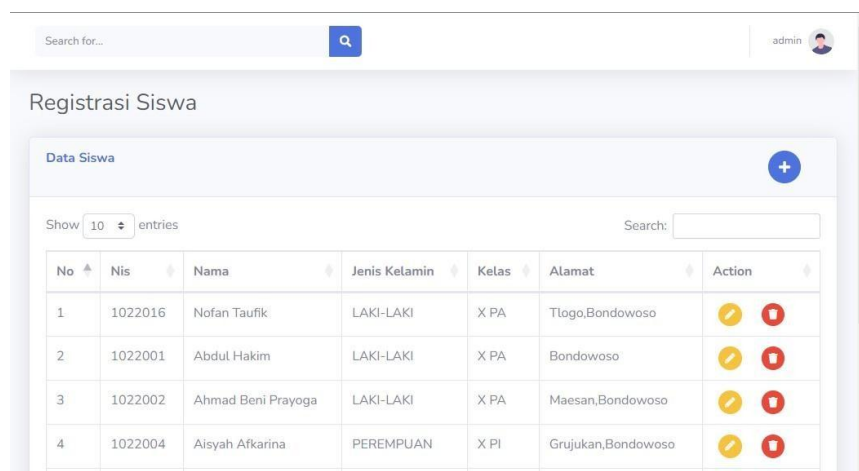 Search for...
admin
Registrasi Siswa
Data Siswa
Show 10 entries
Search:
No Nis Nama Jenis Kelamin Kelas Alamat Action
1 1022016 Nofan Taufik LAKI-LAKI X PA Tlogo,Bondowoso
2 1022001 Abdul Hakim LAKI-LAKI X PA Bondowoso
3 1022002 Ahmad Beni Prayoga LAKI-LAKI X PA Maesan,Bondowoso
4 1022004 Aisyah Afkarina PEREMPUAN X PI Grujukan,Bondowoso